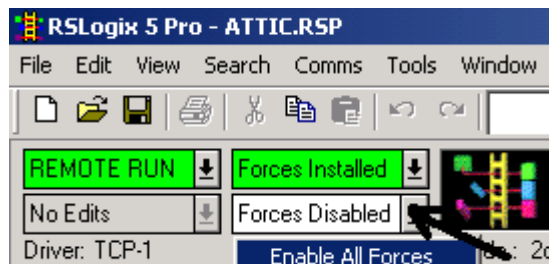 RSLogix 5 Pro - ATTIC.RSP
File Edit View Search Comms Tools Window
REMOTE RUN Forces Installed
No Edits Forces Disabled
Driver: TCP-1 Enable All Forces